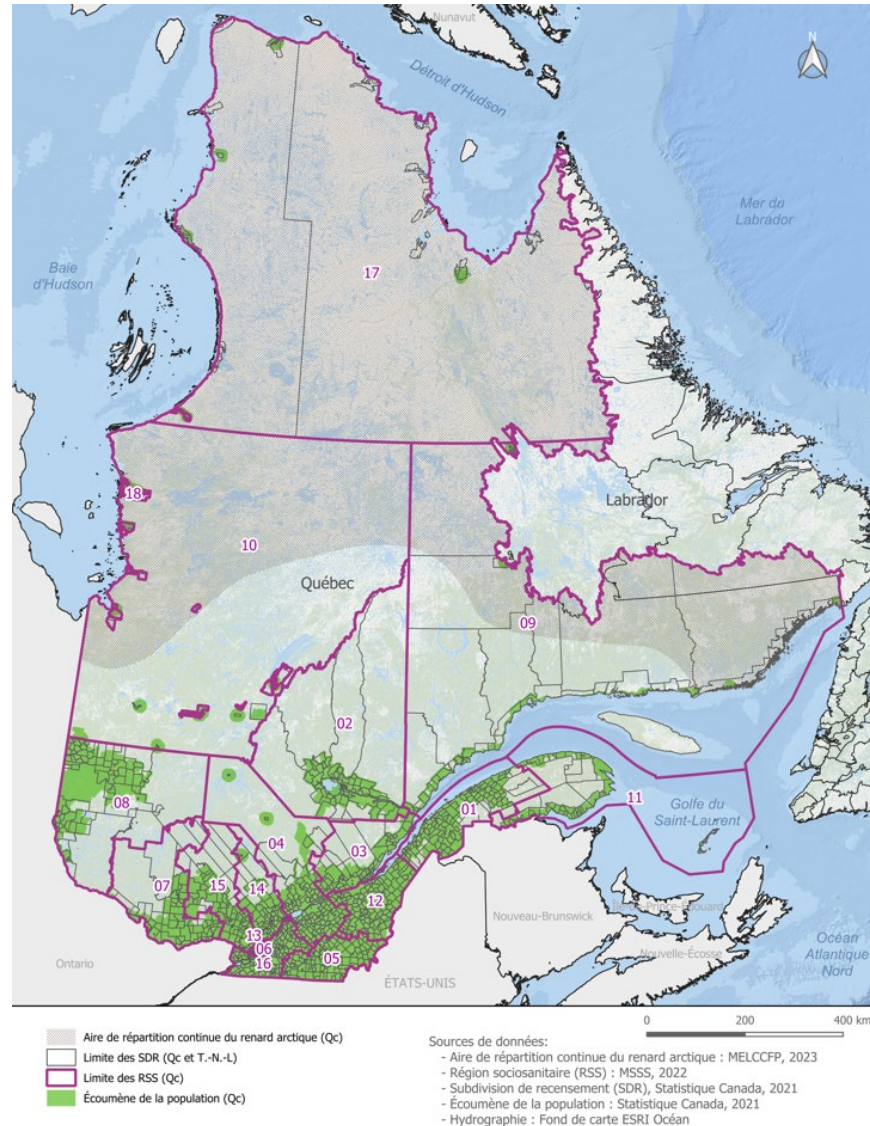 Nunavut
N
Détroit d'Hudson
Mer du
Labrador
Baie
d'Hudson
17
18
Labrador
10
Québec
09
02
08
01
11
Golfe du
Saint-Laurent
04
03
07
15
14
12
13
06
16
05
Nouveau-Brunswick
Île-du-Prince-Édouard
Nouvelle-Écosse
Océan
Atlantique
Nord
Ontario
ÉTATS-UNIS
0 200 400 km
Aire de répartition continue du renard arctique (Qc)
Limite des SDR (Qc et T.-N.-L)
Limite des RSS (Qc)
Écoumène de la population (Qc)
Sources de données:
- Aire de répartition continue du renard arctique : MELCCFP, 2023
- Région sociosanitaire (RSS) : MSSS, 2022
- Subdivision de recensement (SDR), Statistique Canada, 2021
- Écoumène de la population : Statistique Canada, 2021
- Hydrographie : Fond de carte ESRI Océan